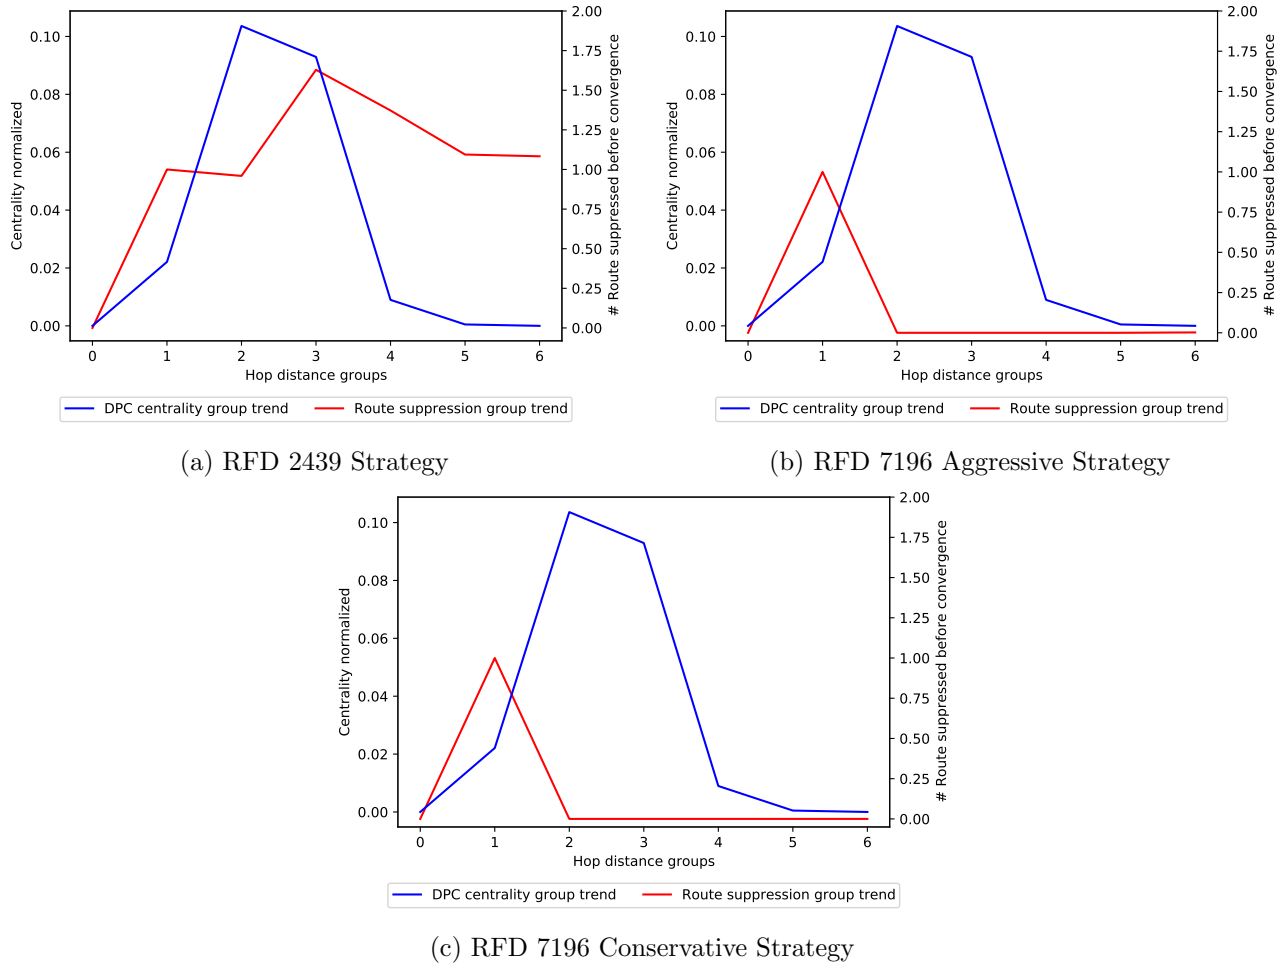 2.00
0.10
1.75
0.08
1.50
1.25
0.06
1.00
0.04
0.75
0.50
0.02
0.25
0.00
0.00
Centrality normalized
# Route suppressed before convergence
0 1 2 3 4 5 6
Hop distance groups
DPC centrality group trend
Route suppression group trend
(a) RFD 2439 Strategy
2.00
0.10
1.75
0.08
1.50
1.25
0.06
1.00
0.04
0.75
0.50
0.02
0.25
0.00
0.00
Centrality normalized
# Route suppressed before convergence
0 1 2 3 4 5 6
Hop distance groups
DPC centrality group trend
Route suppression group trend
(b) RFD 7196 Aggressive Strategy
2.00
0.10
1.75
0.08
1.50
1.25
0.06
1.00
0.04
0.75
0.50
0.02
0.25
0.00
0.00
Centrality normalized
# Route suppressed before convergence
0 1 2 3 4 5 6
Hop distance groups
DPC centrality group trend
Route suppression group trend
(c) RFD 7196 Conservative Strategy